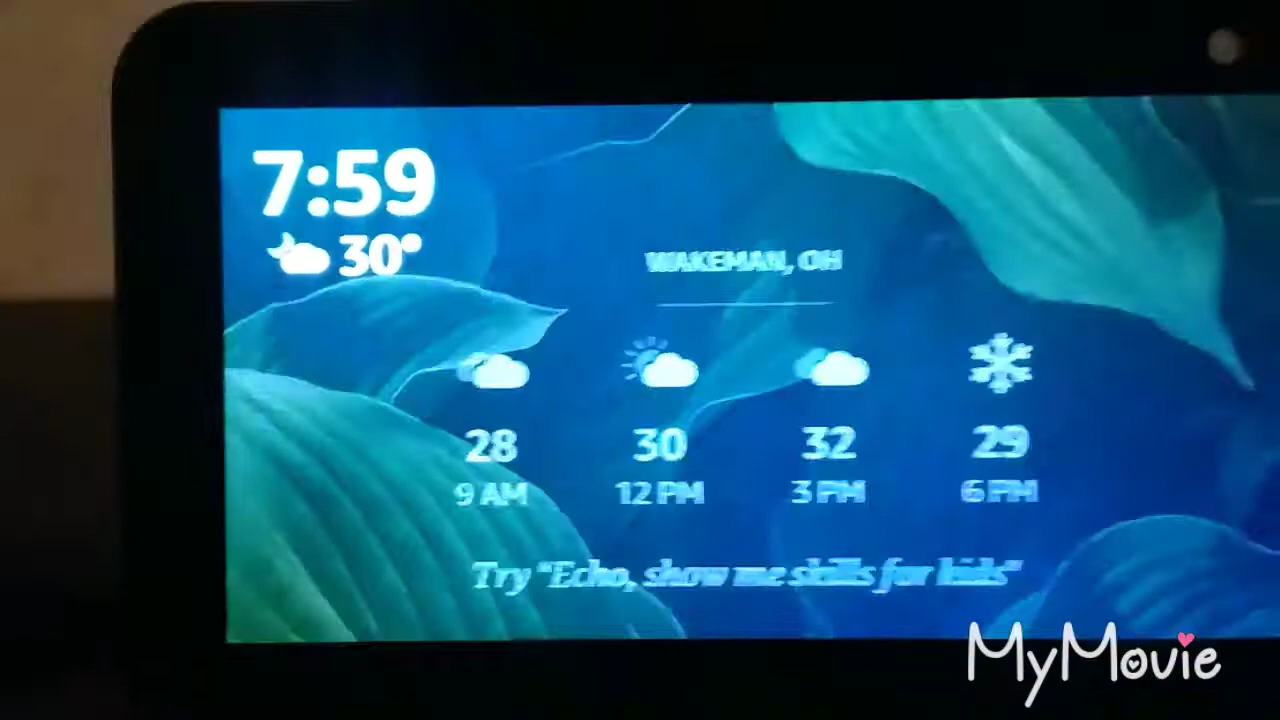 7:59
30°
WAKEMAN, OH
28 30 32 29
9 AM 12 PM 3 PM 6 PM
Try "Echo, show me skills for kids"
MyMovie